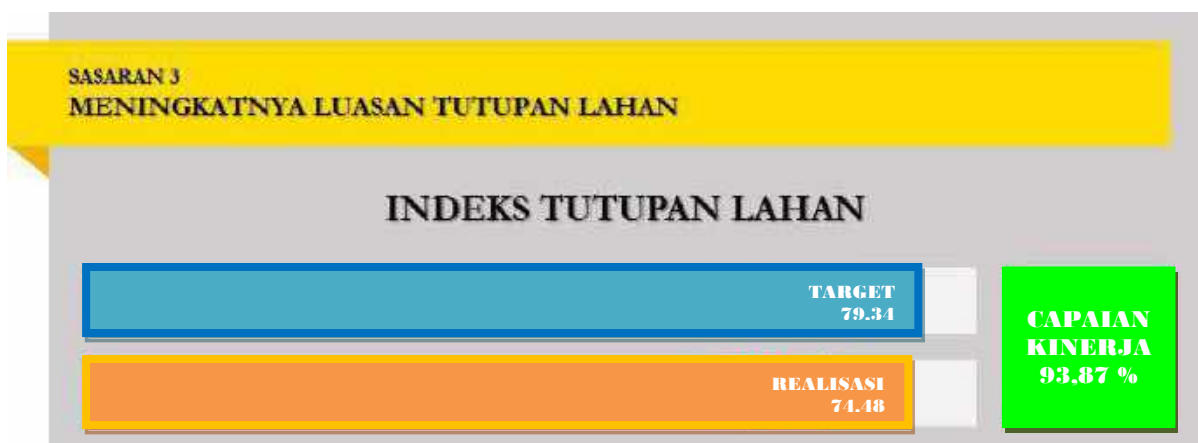 SASARAN 3
MENINGKATNYA LUASAN TUTUPAN LAHAN
INDEKS TUTUPAN LAHAN
TARGET
79.34
REALISASI
74.48
CAPAIAN
KINERJA
93,87 %